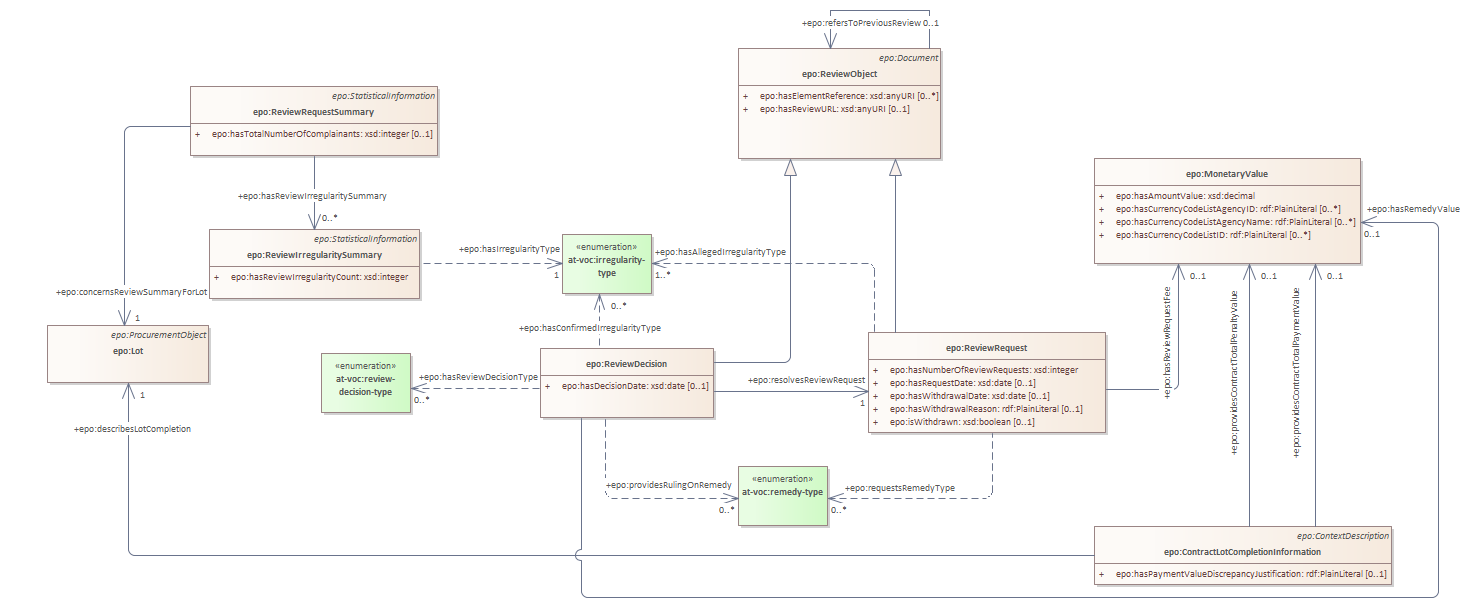 +epo:refersToPreviousReview 0..1
epo:Document
epo:ReviewObject
+ epo:hasElementReference: xsd:anyURI [0..*]
+ epo:hasReviewURL: xsd:anyURI [0..1]
epo:StatisticalInformation
epo:ReviewRequestSummary
+ epo:hasTotalNumberOfComplainants: xsd:integer [0..1]
+epo:hasReviewIrregularitySummary
0..*
epo:StatisticalInformation
epo:ReviewIrregularitySummary
+ epo:hasReviewIrregularityCount: xsd:integer
+epo:hasIrregularityType
1
«enumeration»
at-voc:irregularity-
type
+epo:hasAllegedIrregularityType
1..*
epo:MonetaryValue
+ epo:hasAmountValue: xsd:decimal
+ epo:hasCurrencyCodeListAgencyID: rdf:PlainLiteral [0..*]
+ epo:hasCurrencyCodeListAgencyName: rdf:PlainLiteral [0..*]
+ epo:hasCurrencyCodeListID: rdf:PlainLiteral [0..*]
+epo:hasRemedyValue
0..1
+epo:concernsReviewSummaryForLot
1
epo:ProcurementObject
epo:Lot
0..*
+epo:hasConfirmedIrregularityType
0..1
0..1
0..1
+epo:hasReviewRequestFee
+epo:providesContractTotalPenaltyValue
+epo:providesContractTotalPaymentValue
«enumeration»
at-voc:review-
decision-type
+epo:hasReviewDecisionType
0..*
epo:ReviewDecision
+ epo:hasDecisionDate: xsd:date [0..1]
+epo:resolvesReviewRequest
1
epo:ReviewRequest
+ epo:hasNumberOfReviewRequests: xsd:integer
+ epo:hasRequestDate: xsd:date [0..1]
+ epo:hasWithdrawalDate: xsd:date [0..1]
+ epo:hasWithdrawalReason: rdf:PlainLiteral [0..1]
+ epo:isWithdrawn: xsd:boolean [0..1]
1
+epo:describesLotCompletion
+epo:providesRulingOnRemedy
0..*
«enumeration»
at-voc:remedy-type
+epo:requestsRemedyType
0..*
epo:ContextDescription
epo:ContractLotCompletionInformation
+ epo:hasPaymentValueDiscrepancyJustification: rdf:PlainLiteral [0..1]